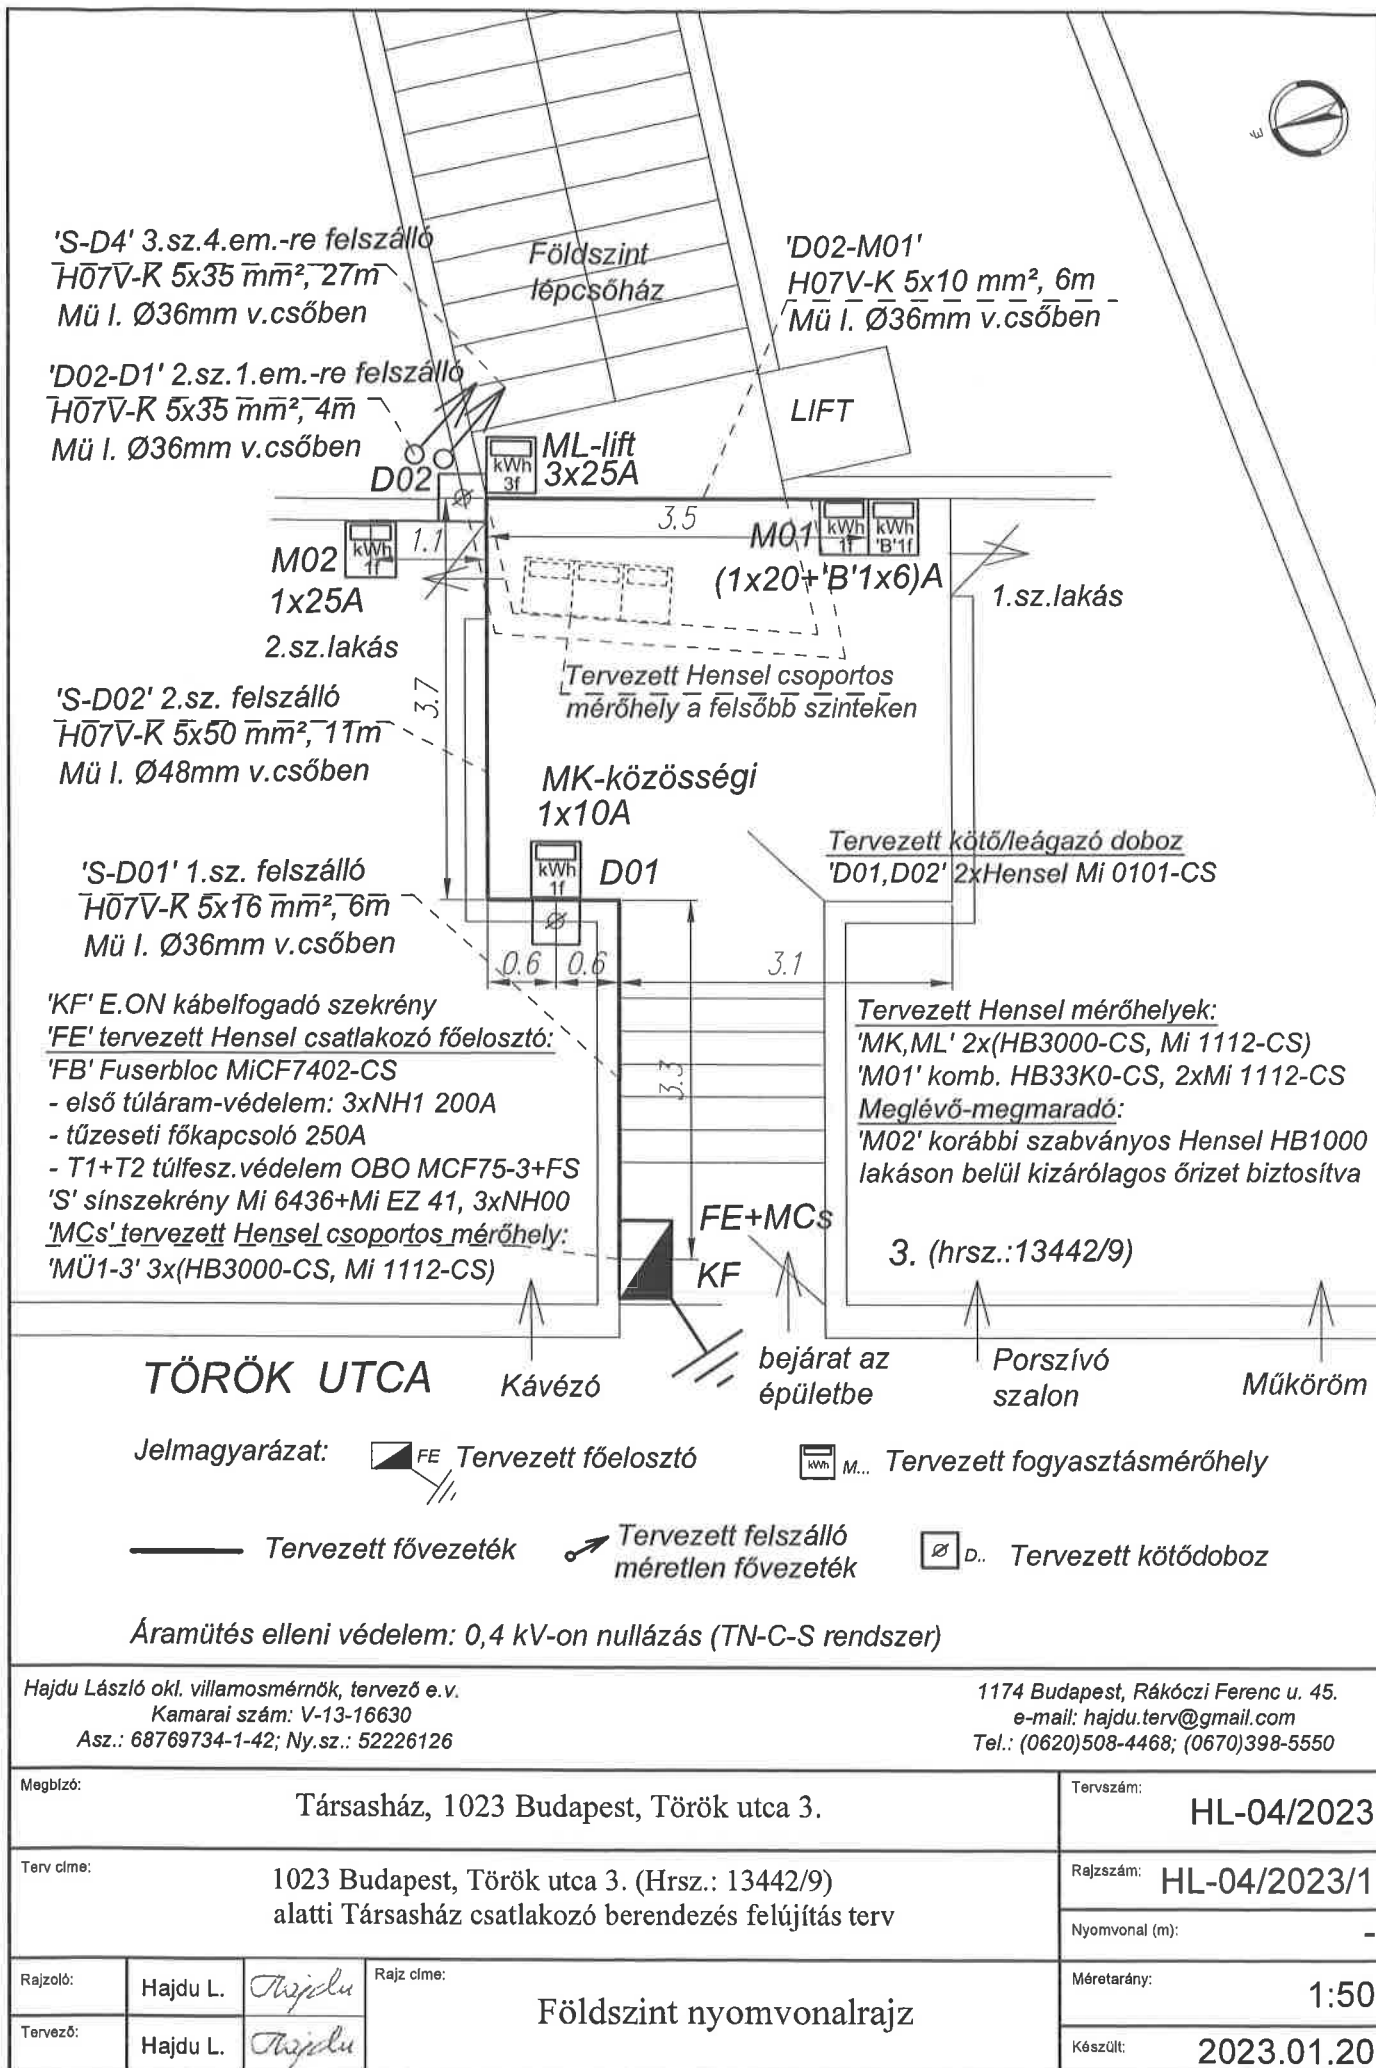 É
'S-D4' 3.sz.4.em.-re felszálló
H07V-K 5x35 mm², 27m
Mü I. Ø36mm v.csőben
Földszint
lépcsőház
'D02-M01'
H07V-K 5x10 mm², 6m
Mü I. Ø36mm v.csőben
'D02-D1' 2.sz.1.em.-re felszálló
H07V-K 5x35 mm², 4m
Mü I. Ø36mm v.csőben
LIFT
D02
kWh
3f
ML-lift
3x25A
M02
1x25A
kWh
1f
1.1
3.5
M01
kWh
1f
kWh
'B'1f
(1x20+'B'1x6)A
1.sz.lakás
2.sz.lakás
Tervezett Hensel csoportos
mérőhely a felsőbb szinteken
3.7
'S-D02' 2.sz. felszálló
H07V-K 5x50 mm², 11m
Mü I. Ø48mm v.csőben
MK-közösségi
1x10A
kWh
1f
D01
Tervezett kötő/leágazó doboz
'D01,D02' 2xHensel Mi 0101-CS
'S-D01' 1.sz. felszálló
H07V-K 5x16 mm², 6m
Mü I. Ø36mm v.csőben
0.6
0.6
3.1
3.3
'KF' E.ON kábelfogadó szekrény
'FE' tervezett Hensel csatlakozó főelosztó:
'FB' Fuserbloc MiCF7402-CS
- első túláram-védelem: 3xNH1 200A
- tűzeseti főkapcsoló 250A
- T1+T2 túlfesz.védelem OBO MCF75-3+FS
'S' sínszekrény Mi 6436+Mi EZ 41, 3xNH00
'MCs' tervezett Hensel csoportos mérőhely:
'MÜ1-3' 3x(HB3000-CS, Mi 1112-CS)
Tervezett Hensel mérőhelyek:
'MK,ML' 2x(HB3000-CS, Mi 1112-CS)
'M01' komb. HB33K0-CS, 2xMi 1112-CS
Meglévő-megmaradó:
'M02' korábbi szabványos Hensel HB1000
lakáson belül kizárólagos őrizet biztosítva
FE+MCs
KF
3. (hrsz.:13442/9)
TÖRÖK UTCA
Kávézó
bejárat az
épületbe
Porszívó
szalon
Műköröm
Jelmagyarázat:
FE Tervezett főelosztó
kWh M... Tervezett fogyasztásmérőhely
Tervezett fővezeték
Tervezett felszálló
méretlen fővezeték
D.. Tervezett kötődoboz
Áramütés elleni védelem: 0,4 kV-on nullázás (TN-C-S rendszer)
Hajdu László okl. villamosmérnök, tervező e.v.
Kamarai szám: V-13-16630
Asz.: 68769734-1-42; Ny.sz.: 52226126
1174 Budapest, Rákóczi Ferenc u. 45.
e-mail: hajdu.terv@gmail.com
Tel.: (0620)508-4468; (0670)398-5550
Megbízó:
Társasház, 1023 Budapest, Török utca 3.
Tervszám:
HL-04/2023
Terv címe:
1023 Budapest, Török utca 3. (Hrsz.: 13442/9)
alatti Társasház csatlakozó berendezés felújítás terv
Rajzszám: HL-04/2023/1
Nyomvonal (m): -
Rajzoló: Hajdu L. Hajdu
Rajz címe:
Földszint nyomvonalrajz
Méretarány: 1:50
Tervező: Hajdu L. Hajdu
Készült: 2023.01.20